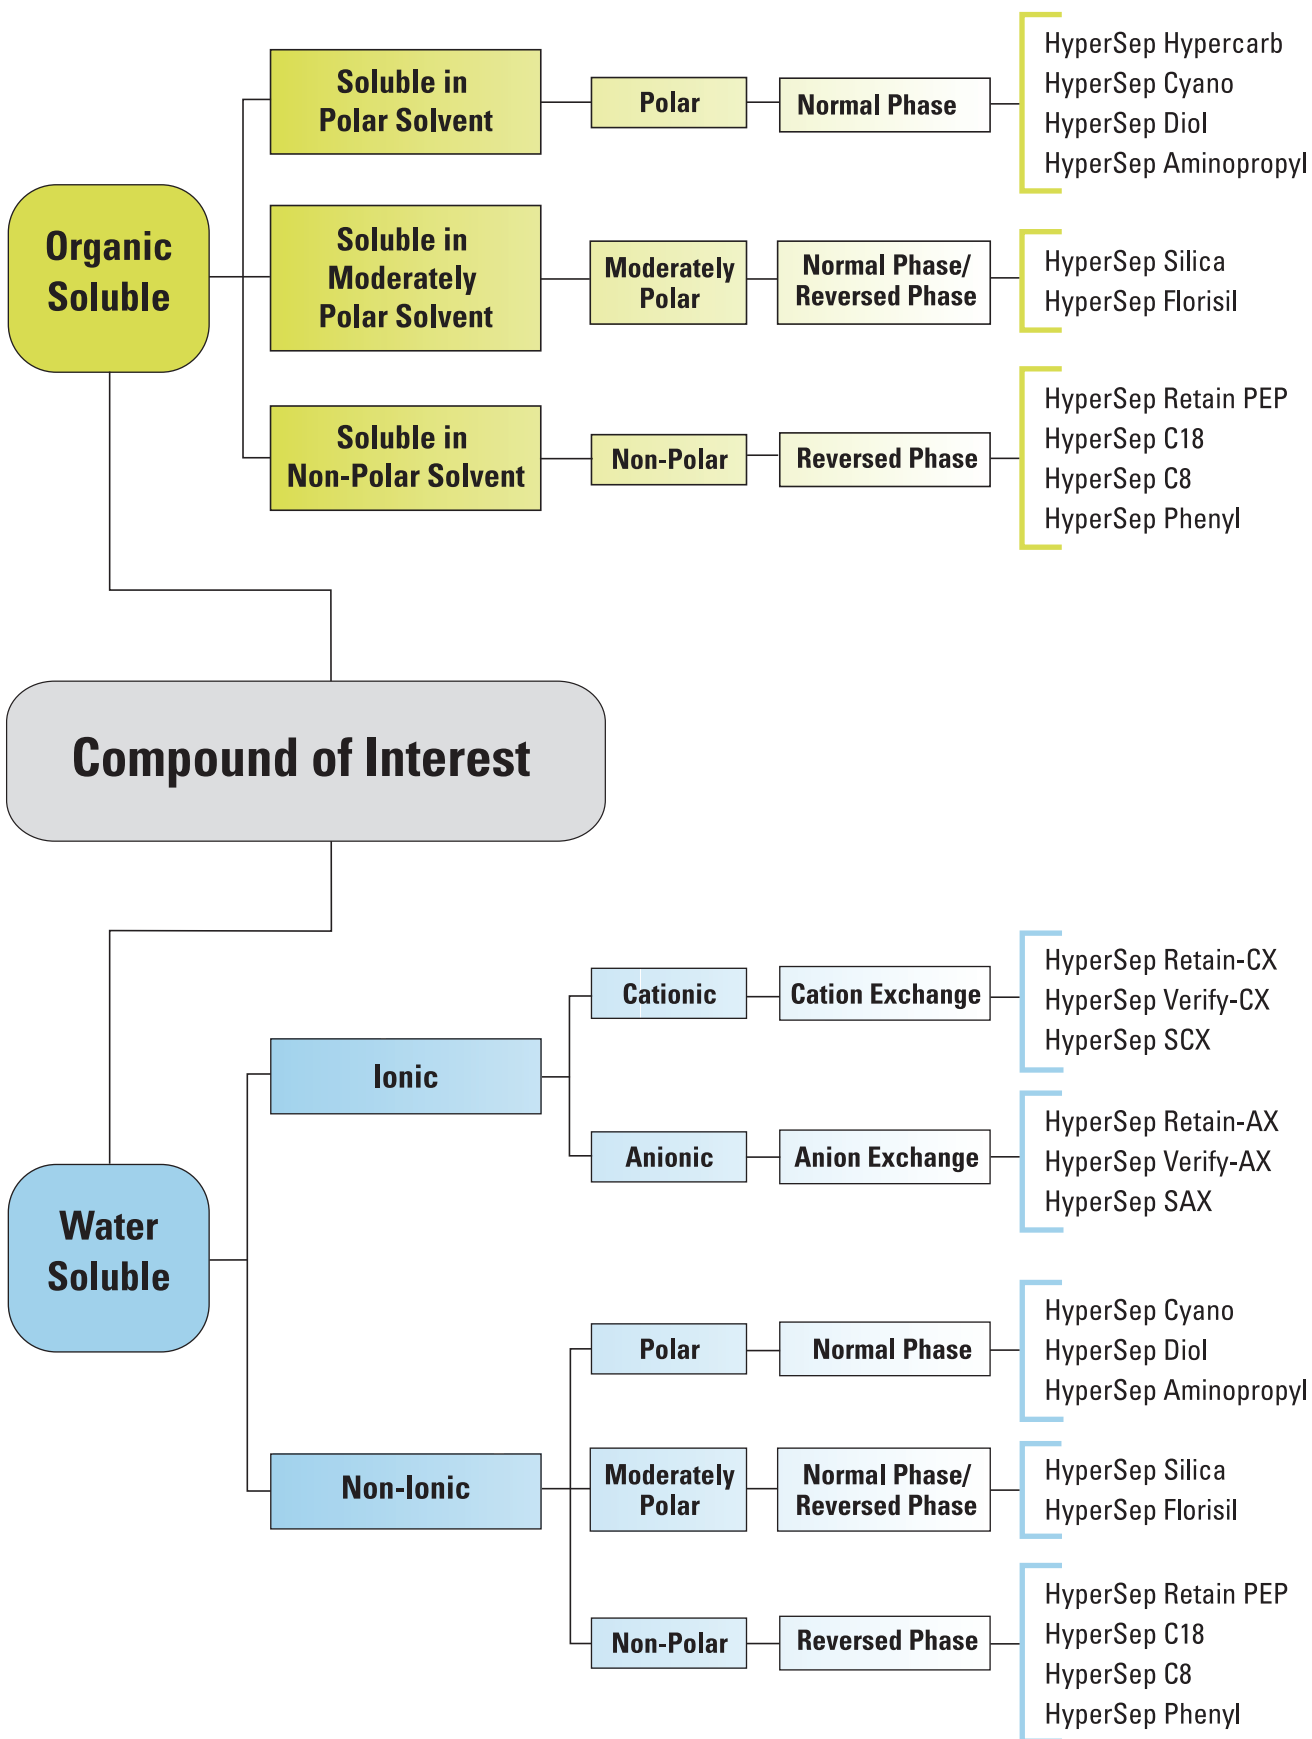 Organic
Soluble
Soluble in
Polar Solvent
Polar
Normal Phase
HyperSep Hypercarb
HyperSep Cyano
HyperSep Diol
HyperSep Aminopropyl
Soluble in
Moderately
Polar Solvent
Moderately
Polar
Normal Phase/
Reversed Phase
HyperSep Silica
HyperSep Florisil
Soluble in
Non-Polar Solvent
Non-Polar
Reversed Phase
HyperSep Retain PEP
HyperSep C18
HyperSep C8
HyperSep Phenyl
Compound of Interest
Water
Soluble
Ionic
Cationic
Cation Exchange
HyperSep Retain-CX
HyperSep Verify-CX
HyperSep SCX
Anionic
Anion Exchange
HyperSep Retain-AX
HyperSep Verify-AX
HyperSep SAX
Non-Ionic
Polar
Normal Phase
HyperSep Cyano
HyperSep Diol
HyperSep Aminopropyl
Moderately
Polar
Normal Phase/
Reversed Phase
HyperSep Silica
HyperSep Florisil
Non-Polar
Reversed Phase
HyperSep Retain PEP
HyperSep C18
HyperSep C8
HyperSep Phenyl